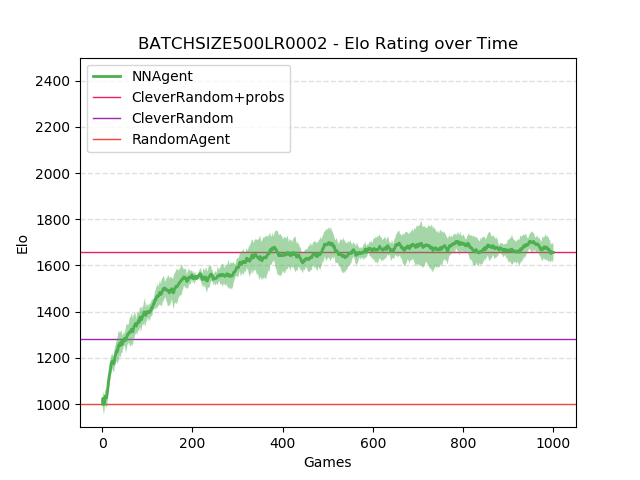 BATCHSIZE500LR0002 - Elo Rating over Time
NNAgent
CleverRandom+probs
CleverRandom
RandomAgent
2400
2200
2000
1800
1600
1400
1200
1000
Elo
0 200 400 600 800 1000
Games